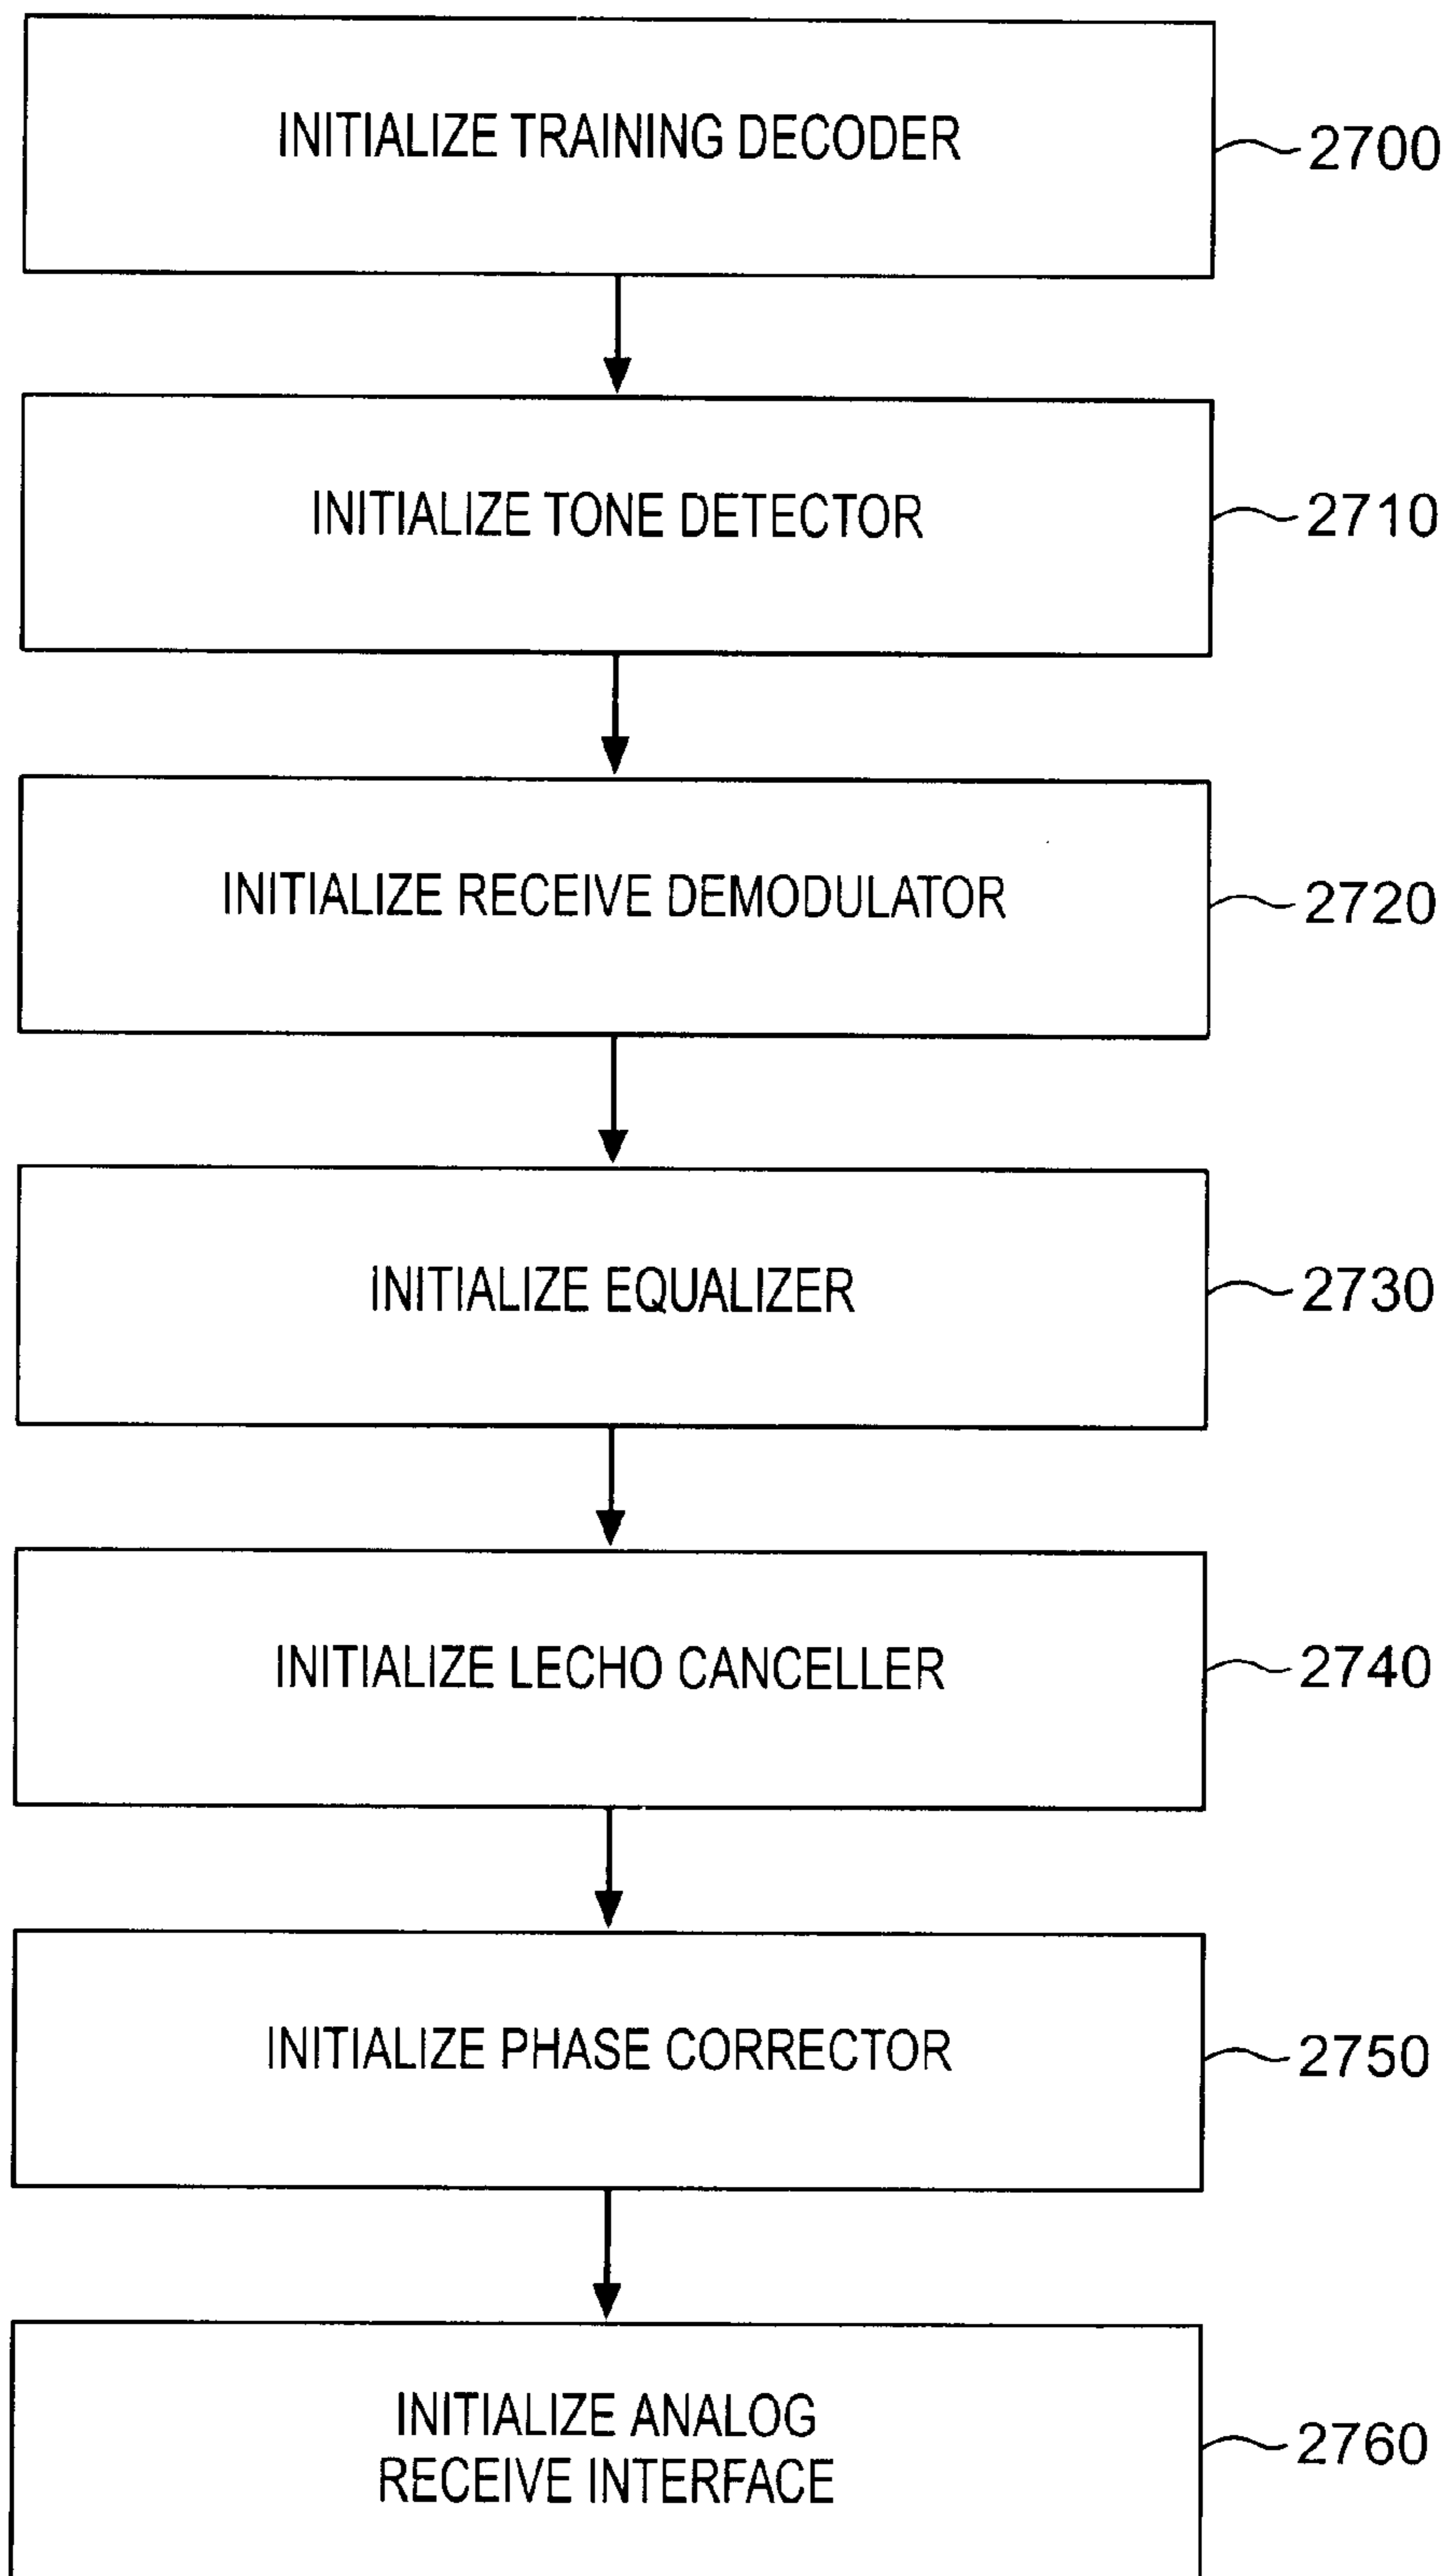 INITIALIZE TRAINING DECODER
2700
INITIALIZE TONE DETECTOR
2710
INITIALIZE RECEIVE DEMODULATOR
2720
INITIALIZE EQUALIZER
2730
INITIALIZE LECHO CANCELLER
2740
INITIALIZE PHASE CORRECTOR
2750
INITIALIZE ANALOG
RECEIVE INTERFACE
2760